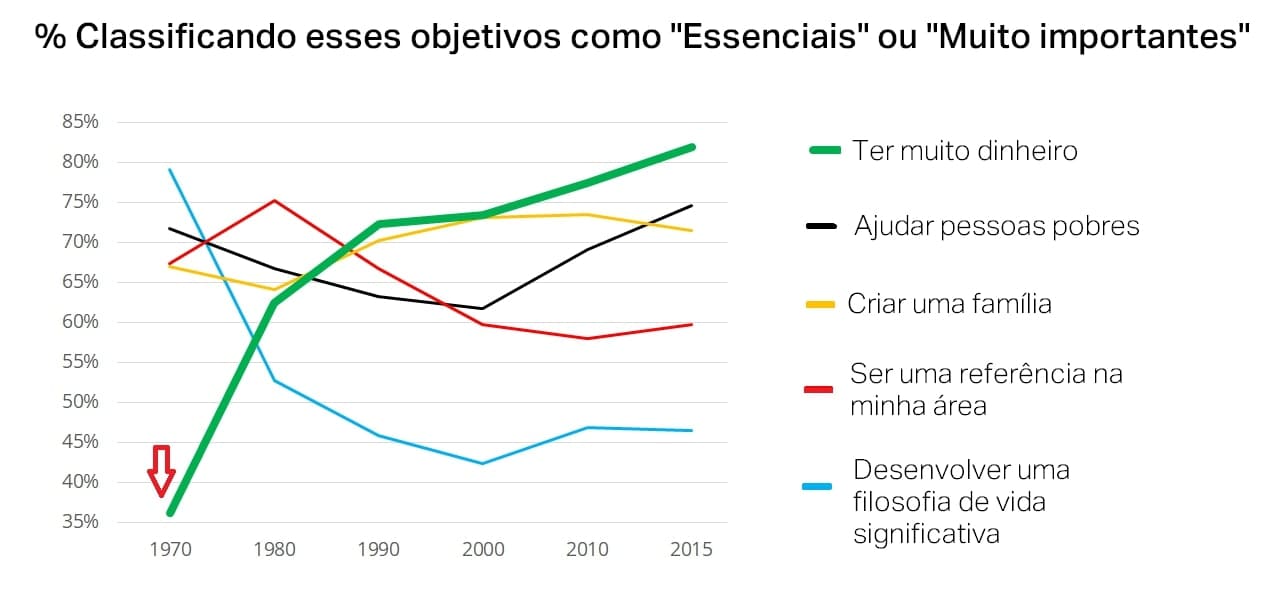 % Classificando esses objetivos como "Essenciais" ou "Muito importantes"
85%
80%
75%
70%
65%
60%
55%
50%
45%
40%
35%
1970 1980 1990 2000 2010 2015
Ter muito dinheiro
Ajudar pessoas pobres
Criar uma família
Ser uma referência na
minha área
Desenvolver uma
filosofia de vida
significativa